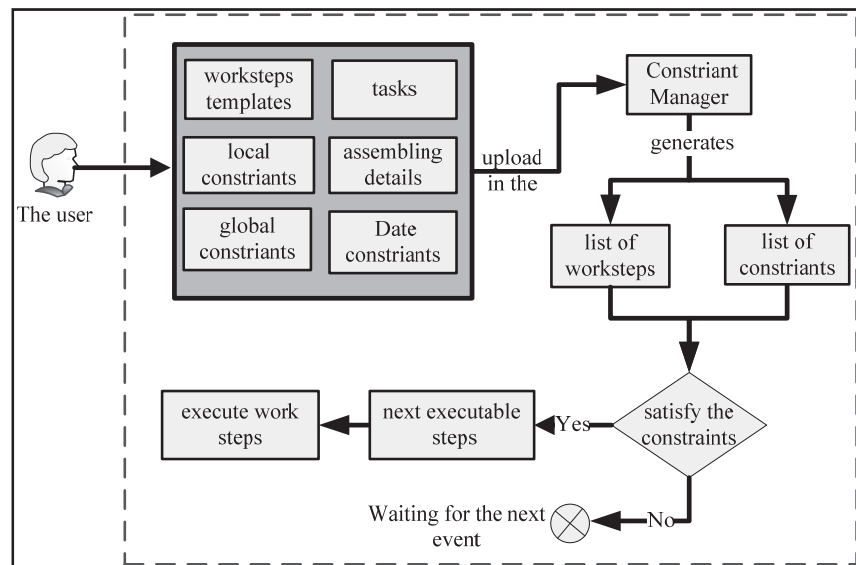 The user
worksteps
templates
tasks
local
constriants
assembling
details
global
constriants
Date
constriants
upload
in the
Constriant
Manager
generates
list of
worksteps
list of
constriants
satisfy the
constraints
Yes
next executable
steps
execute work
steps
No
Waiting for the next
event